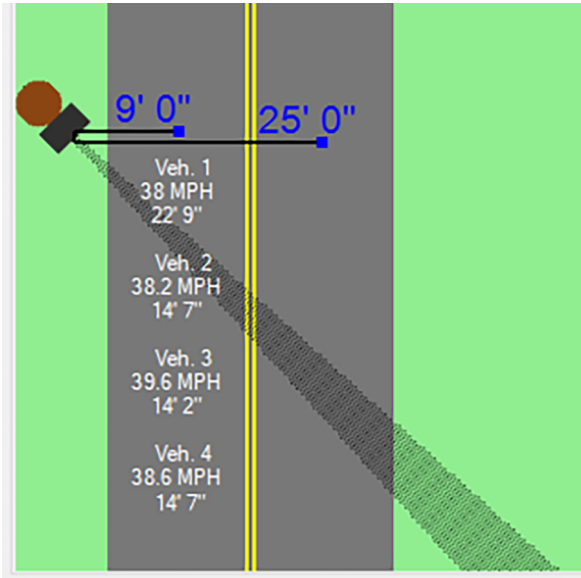 9' 0"
25' 0"
Veh. 1
38 MPH
22' 9"
Veh. 2
38.2 MPH
14' 7"
Veh. 3
39.6 MPH
14' 2"
Veh. 4
38.6 MPH
14' 7"